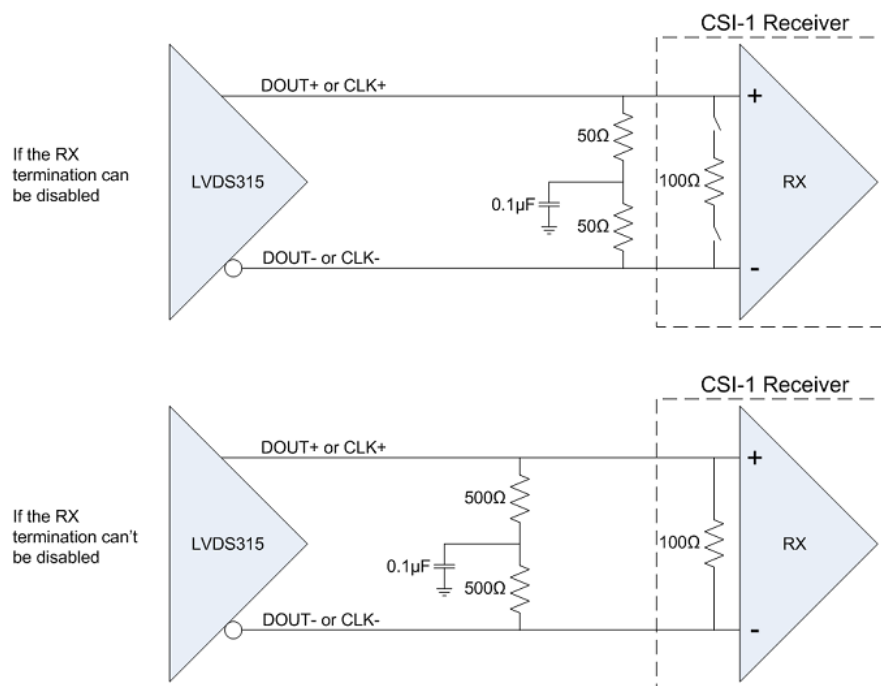 CSI-1 Receiver
DOUT+ or CLK+
If the RX
termination can
be disabled
LVDS315
50Ω
0.1µF
50Ω
100Ω
+
RX
-
DOUT- or CLK-
CSI-1 Receiver
DOUT+ or CLK+
If the RX
termination can't
be disabled
LVDS315
500Ω
0.1µF
500Ω
100Ω
+
RX
-
DOUT- or CLK-